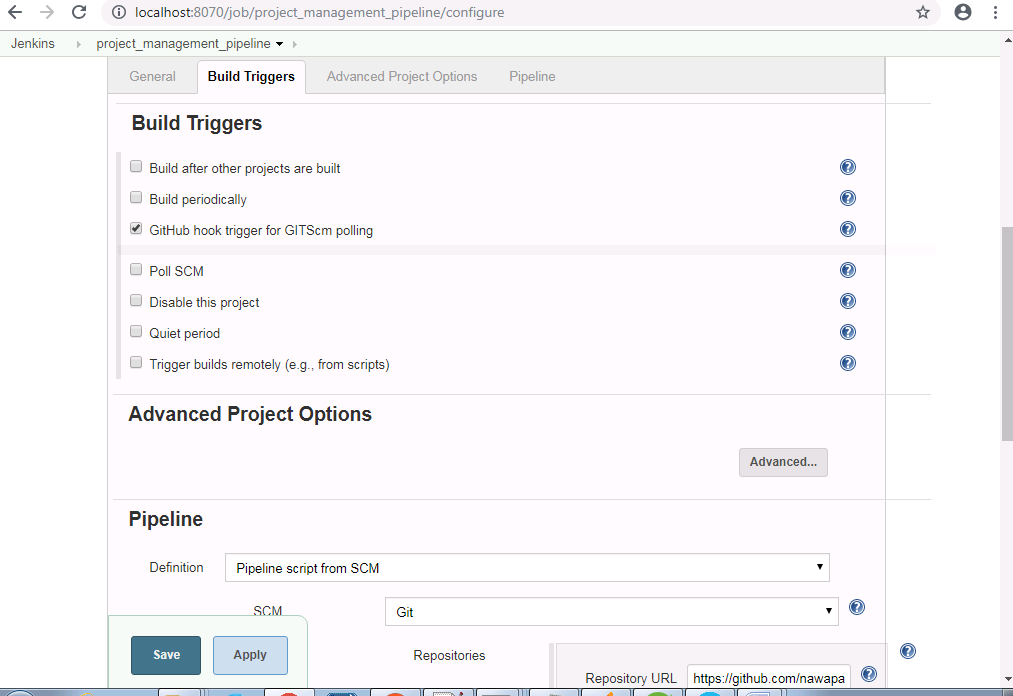 localhost:8070/job/project_management_pipeline/configure
Jenkins project_management_pipeline
General Build Triggers Advanced Project Options Pipeline
Build Triggers
Build after other projects are built
Build periodically
GitHub hook trigger for GITScm polling
Poll SCM
Disable this project
Quiet period
Trigger builds remotely (e.g., from scripts)
Advanced Project Options
Advanced...
Pipeline
Definition Pipeline script from SCM
SCM Git
Save Apply Repositories
Repository URL https://github.com/nawapa